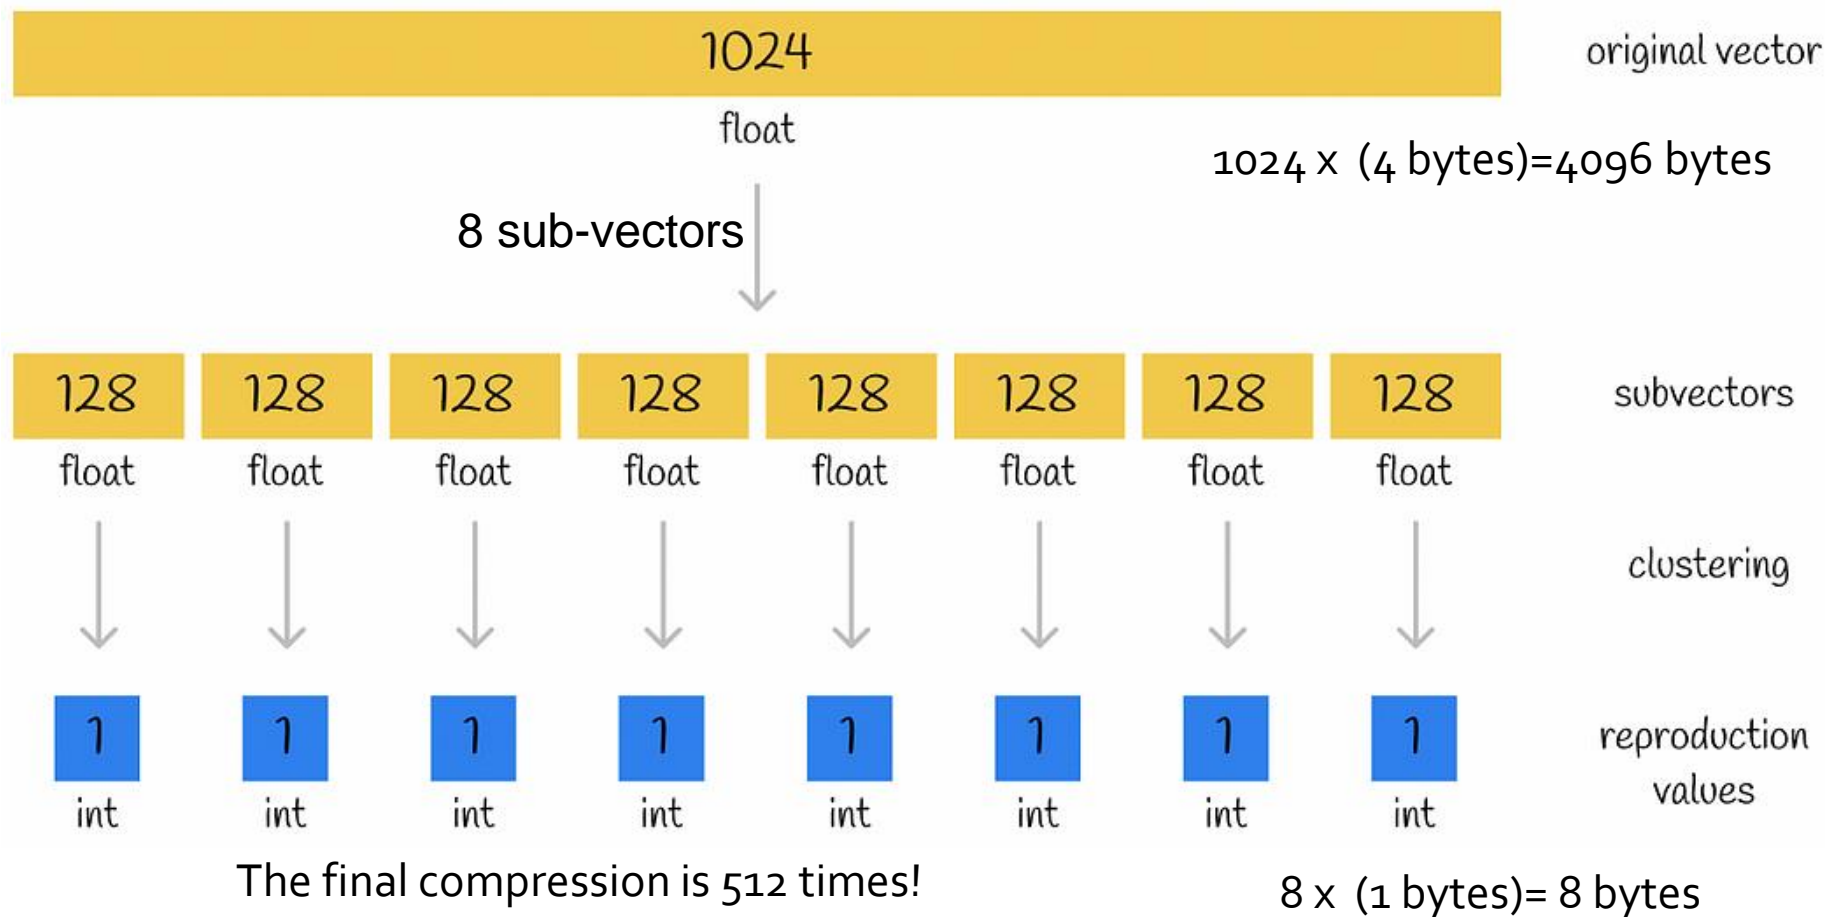 1024
original vector
float
1024 x (4 bytes)=4096 bytes
8 sub-vectors
128 128 128 128 128 128 128 128
subvectors
float float float float float float float float
clustering
1 1 1 1 1 1 1 1
reproduction
values
int int int int int int int int
The final compression is 512 times!
8 x (1 bytes)= 8 bytes